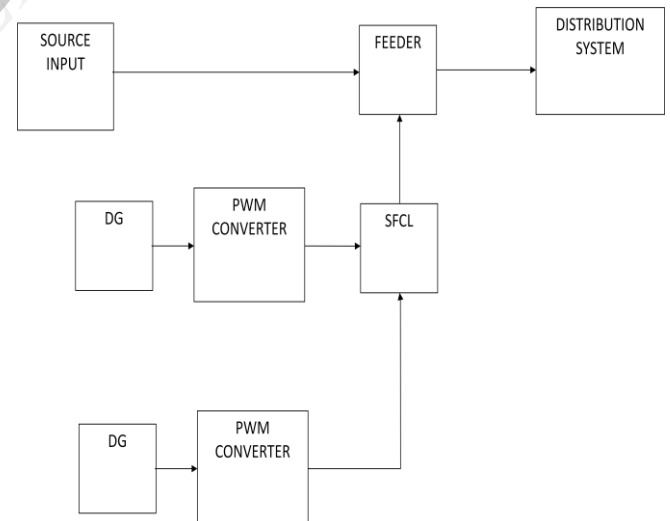 SOURCE
INPUT
FEEDER
DISTRIBUTION
SYSTEM
DG
PWM
CONVERTER
SFCL
DG
PWM
CONVERTER